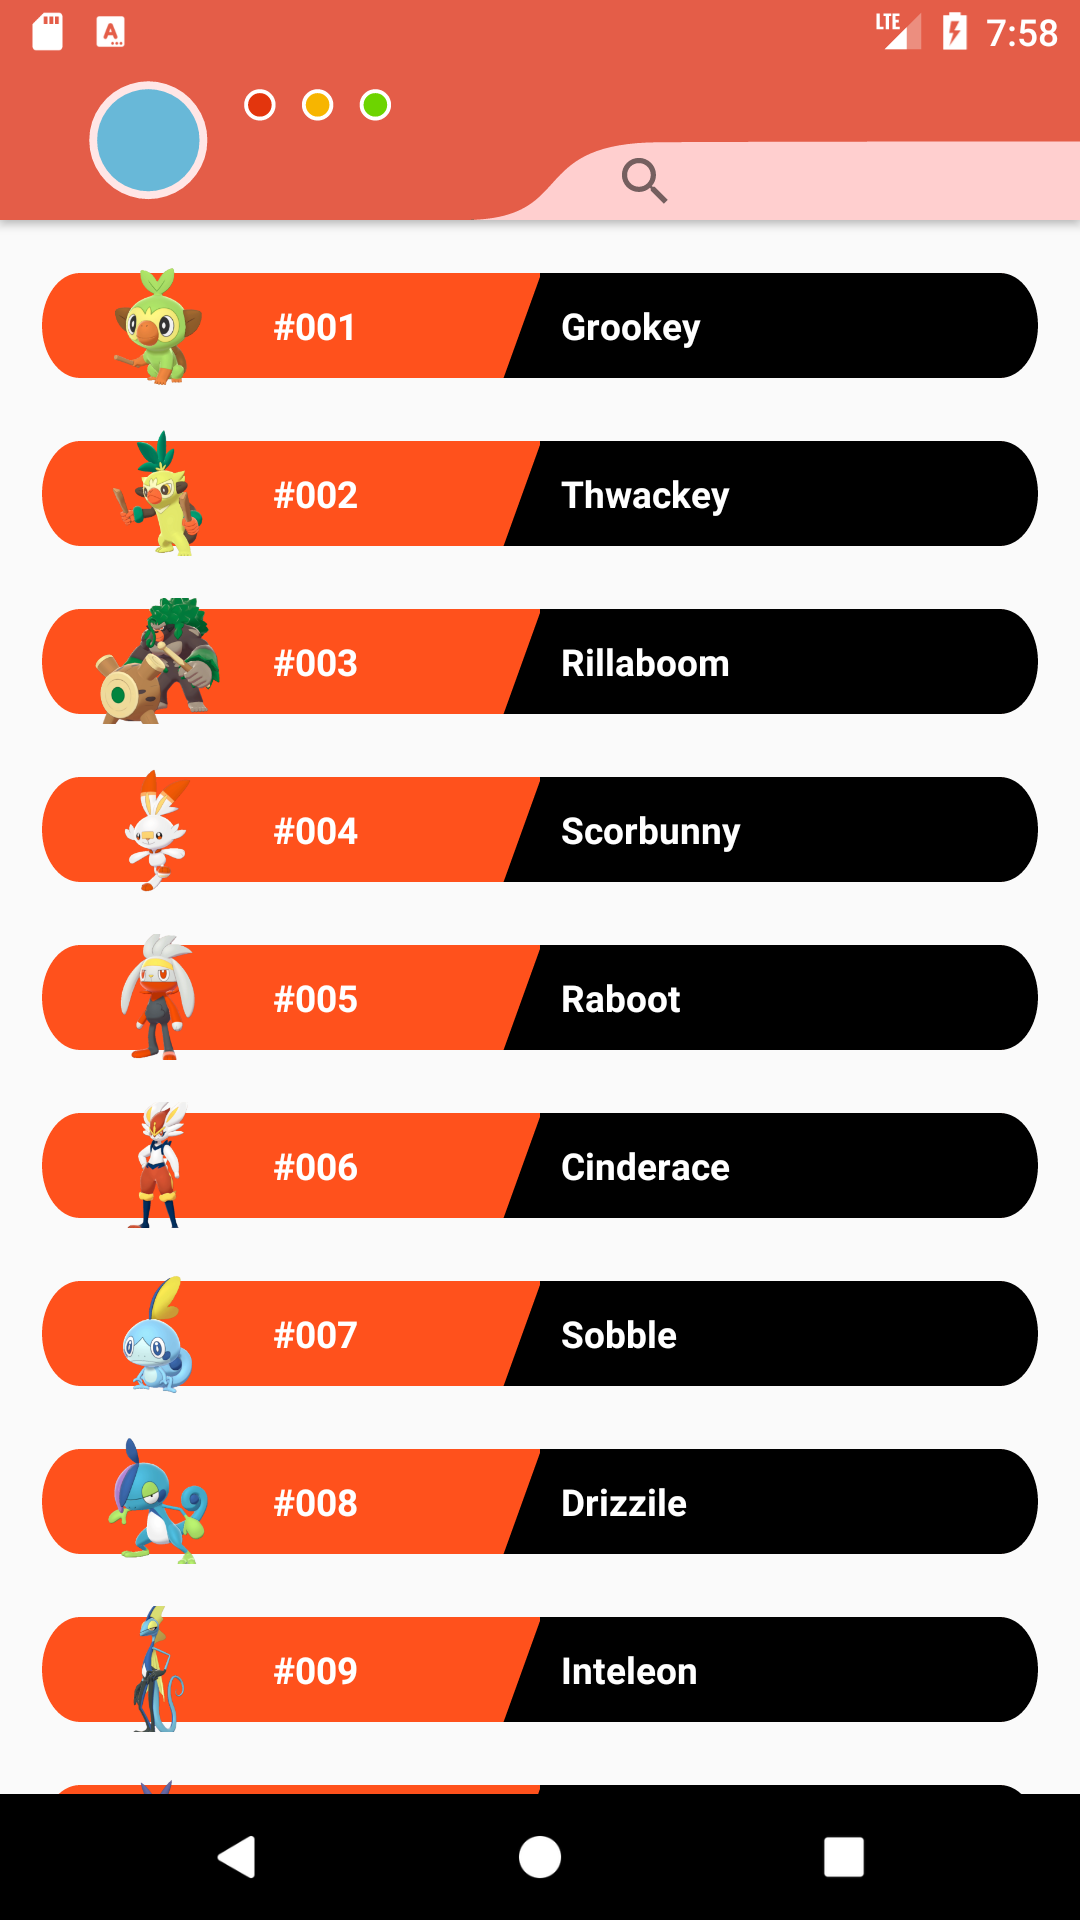 LTE 7:58
A
#001 Grookey
#002 Thwackey
#003 Rillaboom
#004 Scorbunny
#005 Raboot
#006 Cinderace
#007 Sobble
#008 Drizzile
#009 Inteleon